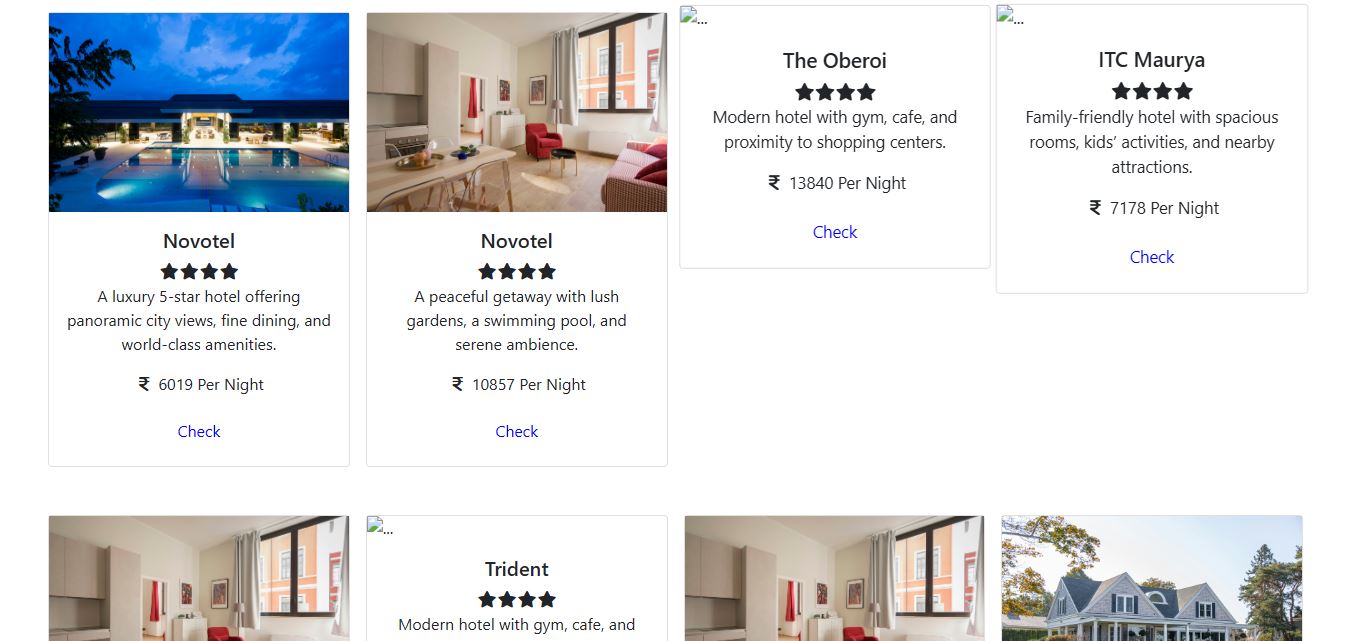 Novotel
A luxury 5-star hotel offering
panoramic city views, fine dining, and
world-class amenities.
₹ 6019 Per Night
Check
Novotel
A peaceful getaway with lush
gardens, a swimming pool, and
serene ambience.
₹ 10857 Per Night
Check
...
The Oberoi
Modern hotel with gym, cafe, and
proximity to shopping centers.
₹ 13840 Per Night
Check
...
ITC Maurya
Family-friendly hotel with spacious
rooms, kids’ activities, and nearby
attractions.
₹ 7178 Per Night
Check
...
Trident
Modern hotel with gym, cafe, and